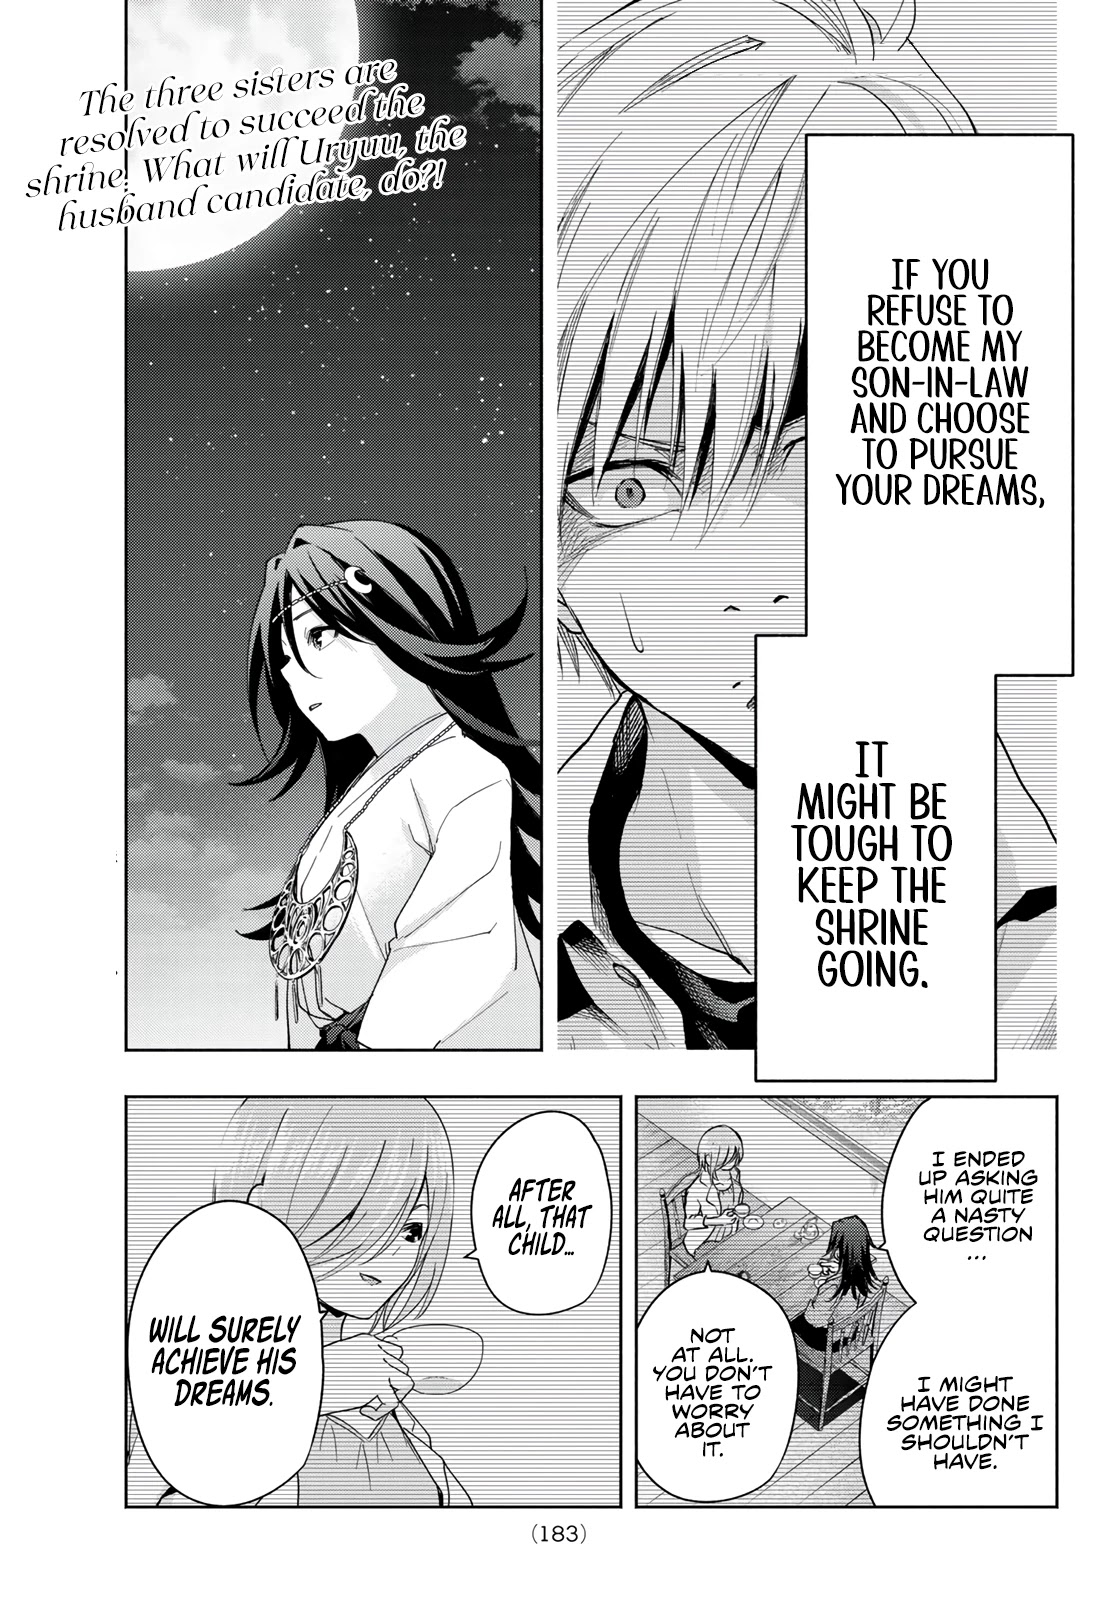 The three sisters are
resolved to succeed the
shrine. What will Uryuu, the
husband candidate, do?!
IF YOU
REFUSE TO
BECOME MY
SON-IN-LAW
AND CHOOSE
TO PURSUE
YOUR DREAMS,
IT
MIGHT BE
TOUGH TO
KEEP THE
SHRINE
GOING.
I ENDED
UP ASKING
HIM QUITE
A NASTY
QUESTION
...
I MIGHT
HAVE DONE
SOMETHING I
SHOULDN'T
HAVE.
NOT
AT ALL.
YOU DON'T
HAVE TO
WORRY
ABOUT
IT.
AFTER
ALL, THAT
CHILD...
WILL SURELY
ACHIEVE HIS
DREAMS.
(183)